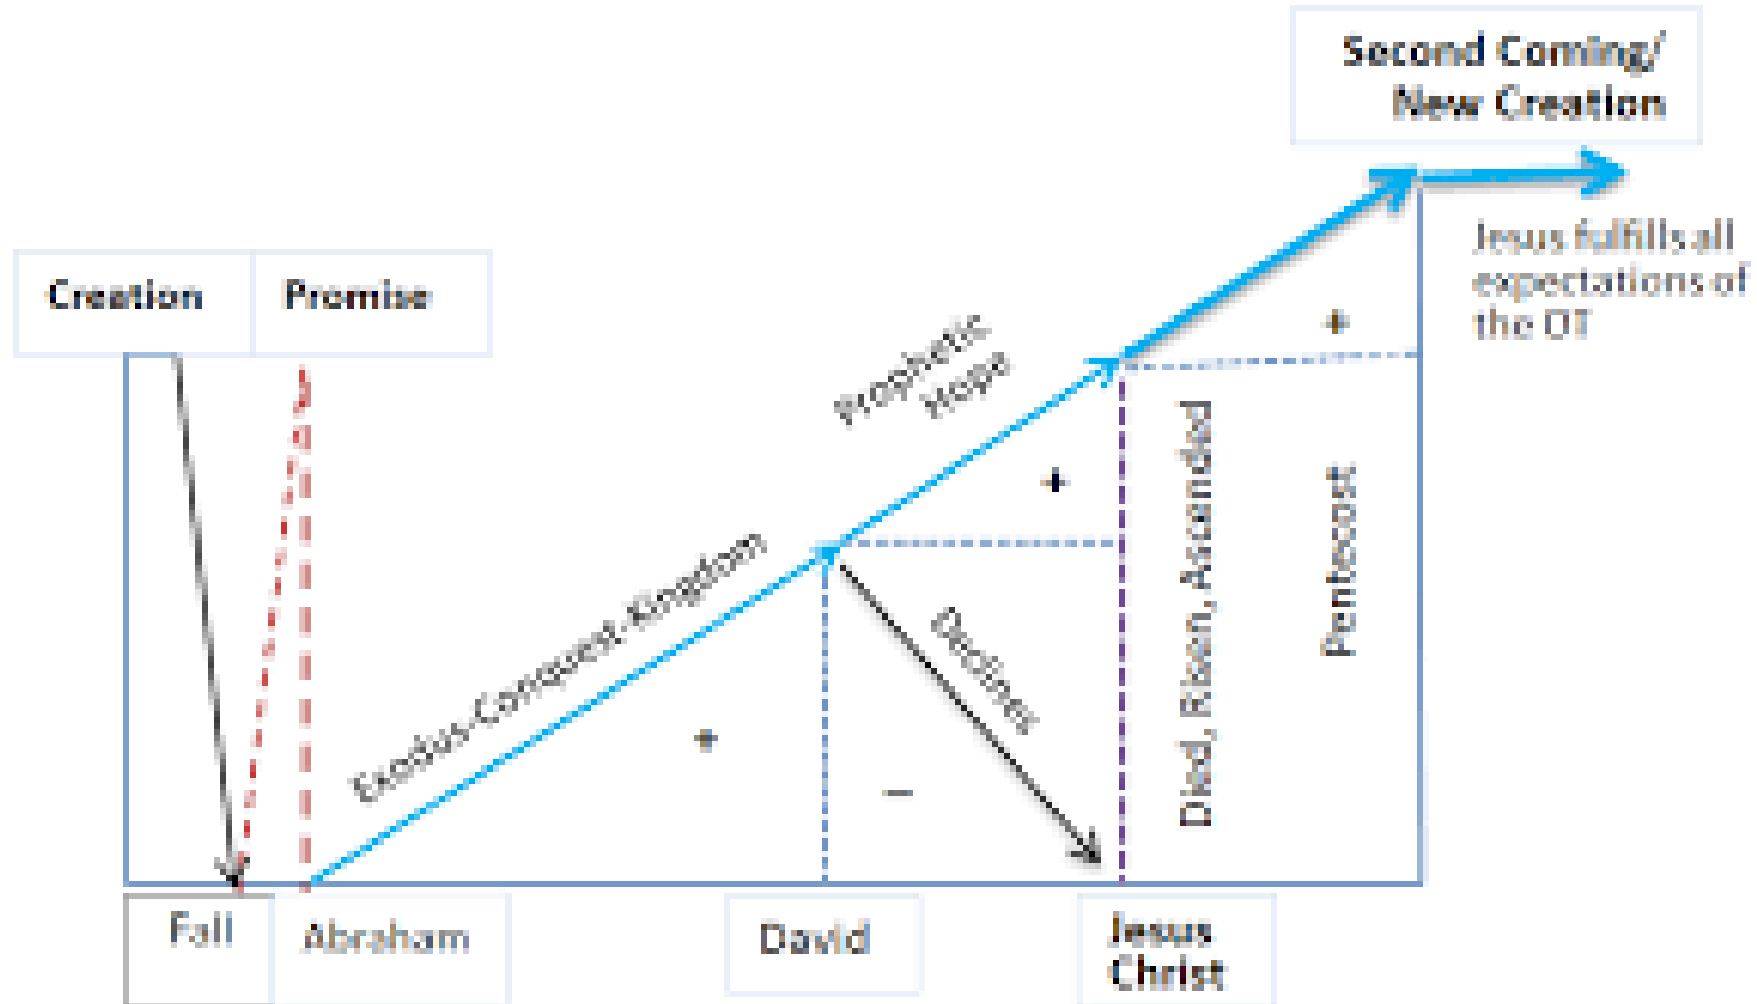 Second Coming/
New Creation
Jesus fulfills all
expectations of
the OT
Creation
Promise
Prophetic
Hope
+
+
Exodus-Conquest-Kingdom
+
Declines
–
Died, Risen, Ascended
Pentecost
Fall
Abraham
David
Jesus
Christ